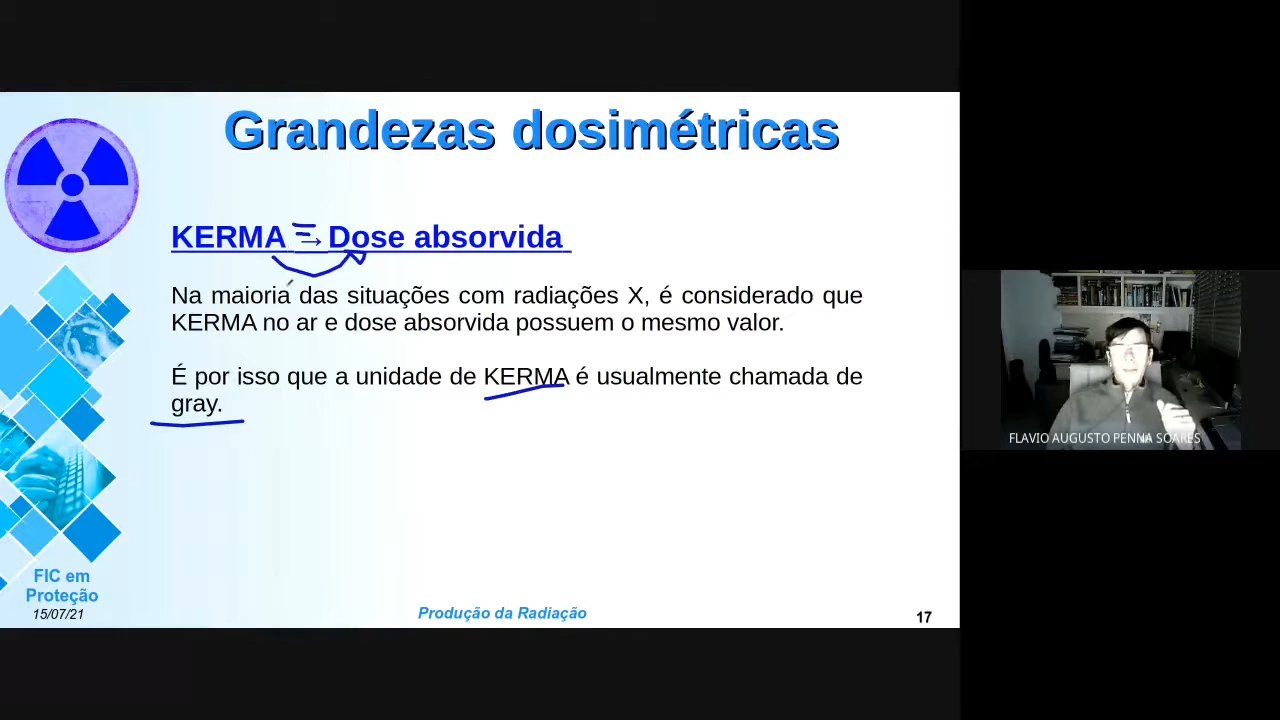 Grandezas dosimétricas
KERMA → Dose absorvida
Na maioria das situações com radiações X, é considerado que
KERMA no ar e dose absorvida possuem o mesmo valor.
É por isso que a unidade de KERMA é usualmente chamada de
gray.
FIC em
Proteção
15/07/21
Produção da Radiação
17
FLAVIO AUGUSTO PENNA SOARES